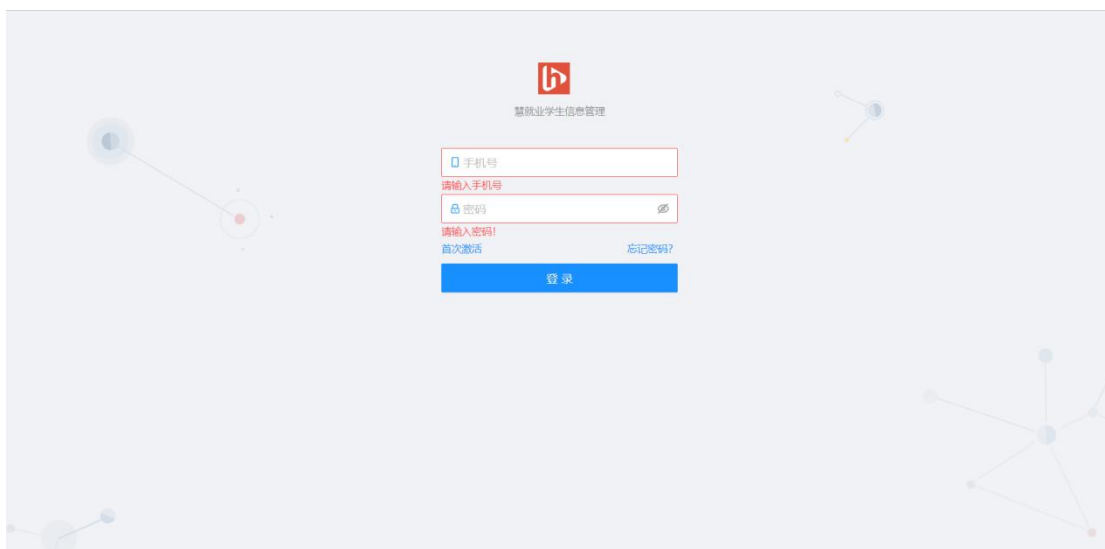 慧就业学生信息管理
手机号
请输入手机号
密码
请输入密码!
首次激活 忘记密码?
登 录